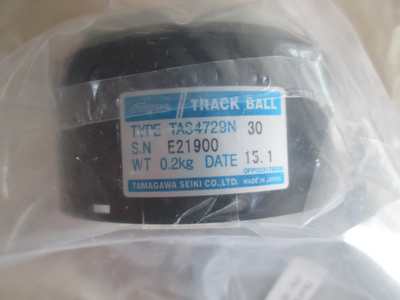 TRACK BALL
TYPE TAS4729N 30
S.N E21900
WT 0.2kg DATE 15.1
TAMAGAWA SEIKI CO.,LTD. MADE IN JAPAN